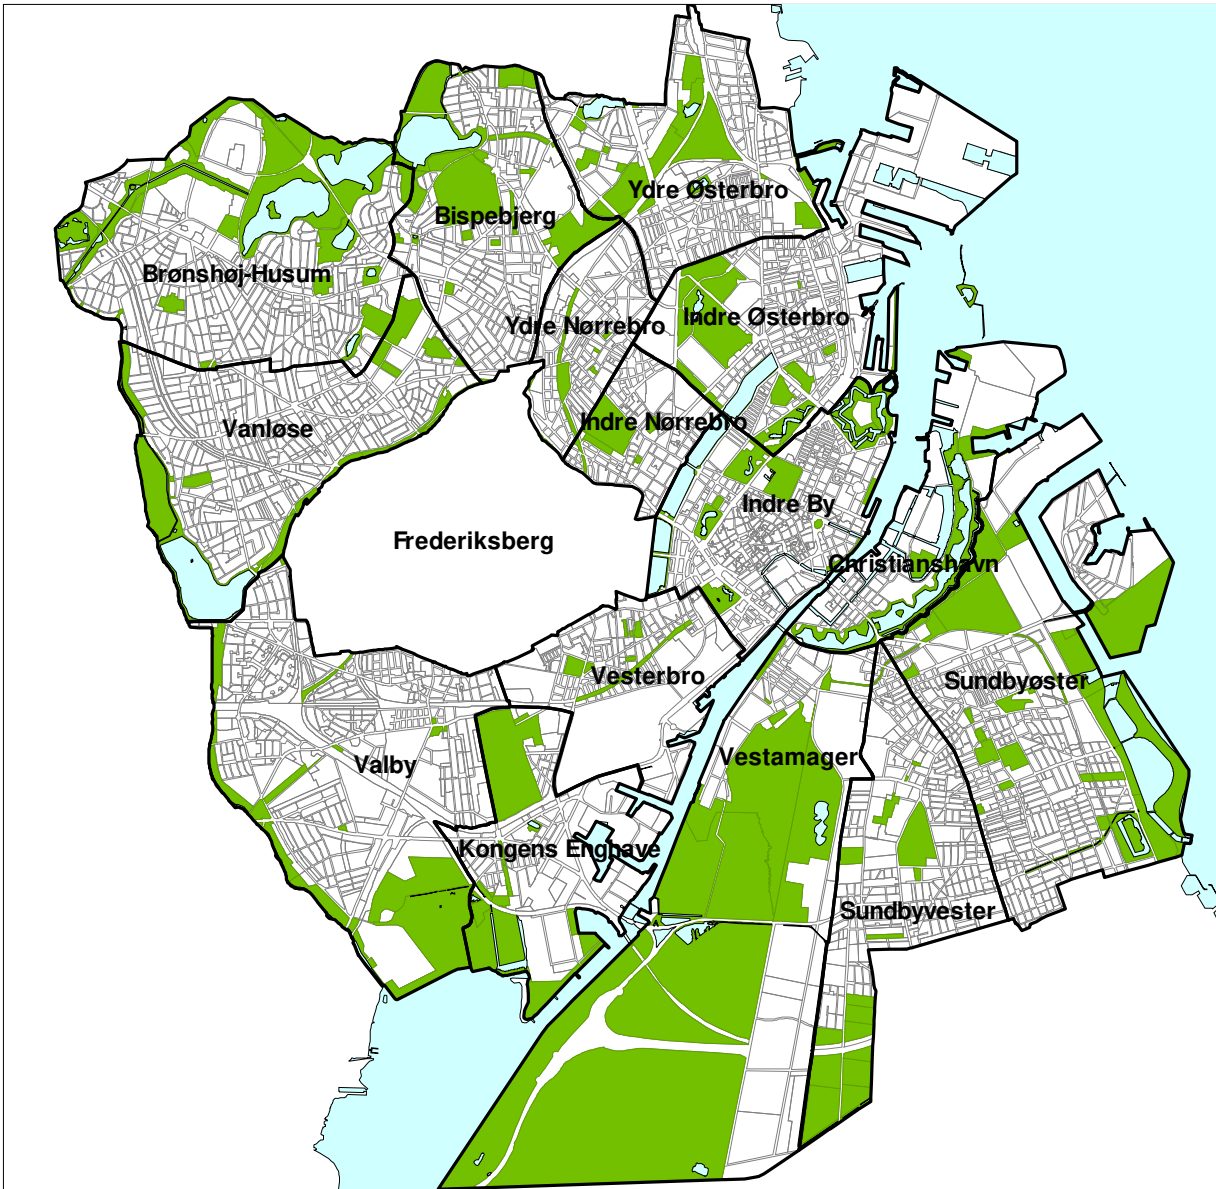 Ydre Østerbro
Bispebjerg
Brønshøj-Husum
Indre Østerbro
Ydre Nørrebro
Indre Nørrebro
Vanløse
Indre By
Frederiksberg
Christianshavn
Vesterbro
Sundbyøster
Vestamager
Valby
Kongens Enghave
Sundbyvester